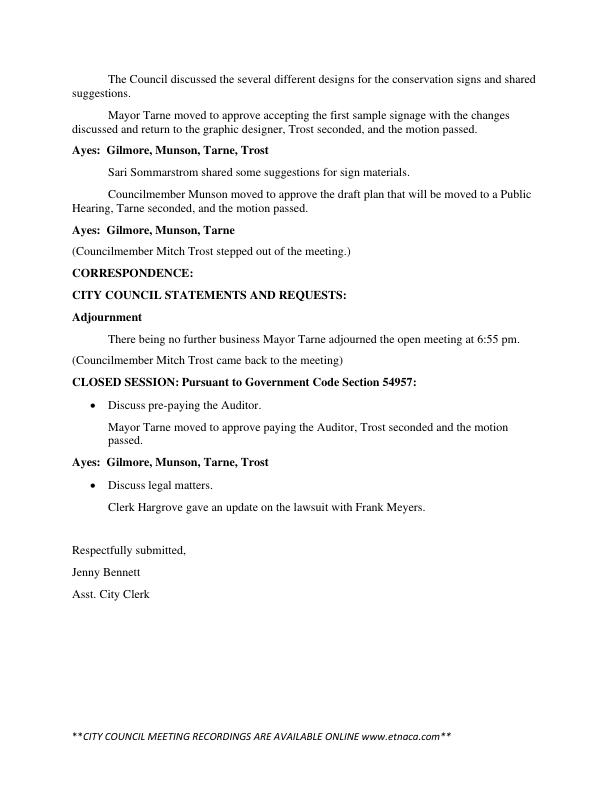 The Council discussed the several different designs for the conservation signs and shared
suggestions.
Mayor Tarne moved to approve accepting the first sample signage with the changes
discussed and return to the graphic designer, Trost seconded, and the motion passed.
Ayes:  Gilmore, Munson, Tarne, Trost
Sari Sommarstrom shared some suggestions for sign materials.
Councilmember Munson moved to approve the draft plan that will be moved to a Public
Hearing, Tarne seconded, and the motion passed.
Ayes:  Gilmore, Munson, Tarne
(Councilmember Mitch Trost stepped out of the meeting.)
CORRESPONDENCE:
CITY COUNCIL STATEMENTS AND REQUESTS:
Adjournment
There being no further business Mayor Tarne adjourned the open meeting at 6:55 pm.
(Councilmember Mitch Trost came back to the meeting)
CLOSED SESSION: Pursuant to Government Code Section 54957:
• Discuss pre-paying the Auditor.
Mayor Tarne moved to approve paying the Auditor, Trost seconded and the motion
passed.
Ayes:  Gilmore, Munson, Tarne, Trost
• Discuss legal matters.
Clerk Hargrove gave an update on the lawsuit with Frank Meyers.
Respectfully submitted,
Jenny Bennett
Asst. City Clerk
**CITY COUNCIL MEETING RECORDINGS ARE AVAILABLE ONLINE www.etnaca.com**